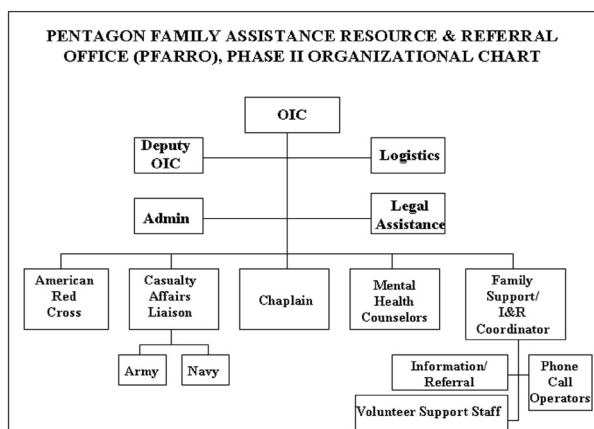 PENTAGON FAMILY ASSISTANCE RESOURCE & REFERRAL
OFFICE (PFARRO), PHASE II ORGANIZATIONAL CHART
OIC
Deputy
OIC
Logistics
Admin
Legal
Assistance
American
Red
Cross
Casualty
Affairs
Liaison
Chaplain
Mental
Health
Counselors
Family
Support/
I&R
Coordinator
Army
Navy
Information/
Referral
Phone
Call
Operators
Volunteer Support Staff